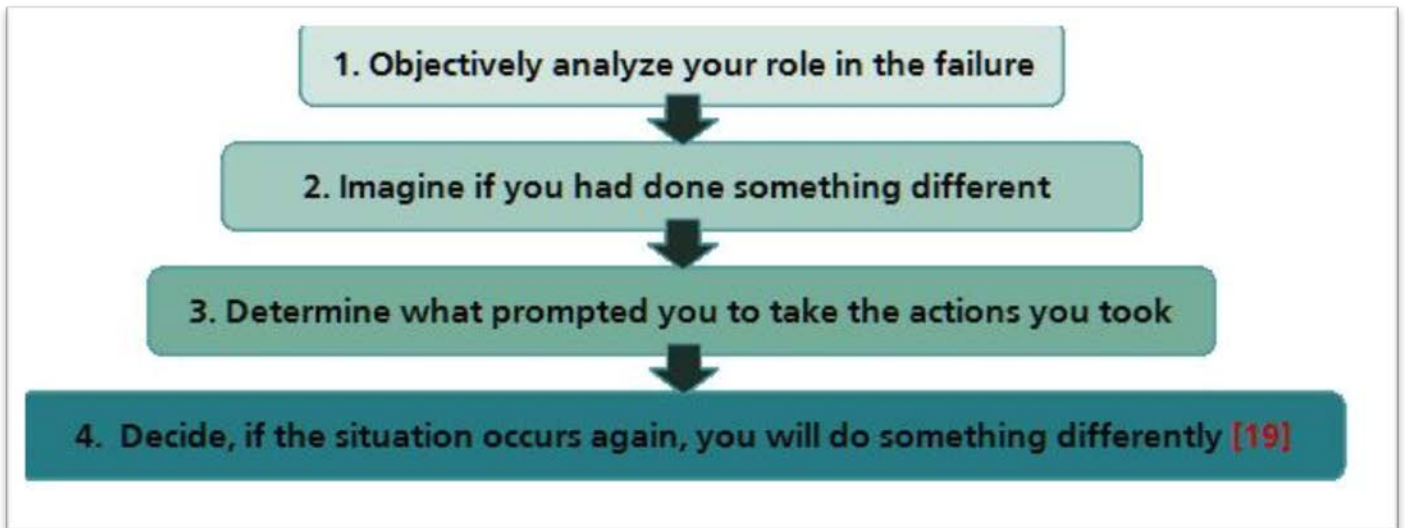 1. Objectively analyze your role in the failure
2. Imagine if you had done something different
3. Determine what prompted you to take the actions you took
4. Decide, if the situation occurs again, you will do something differently [19]